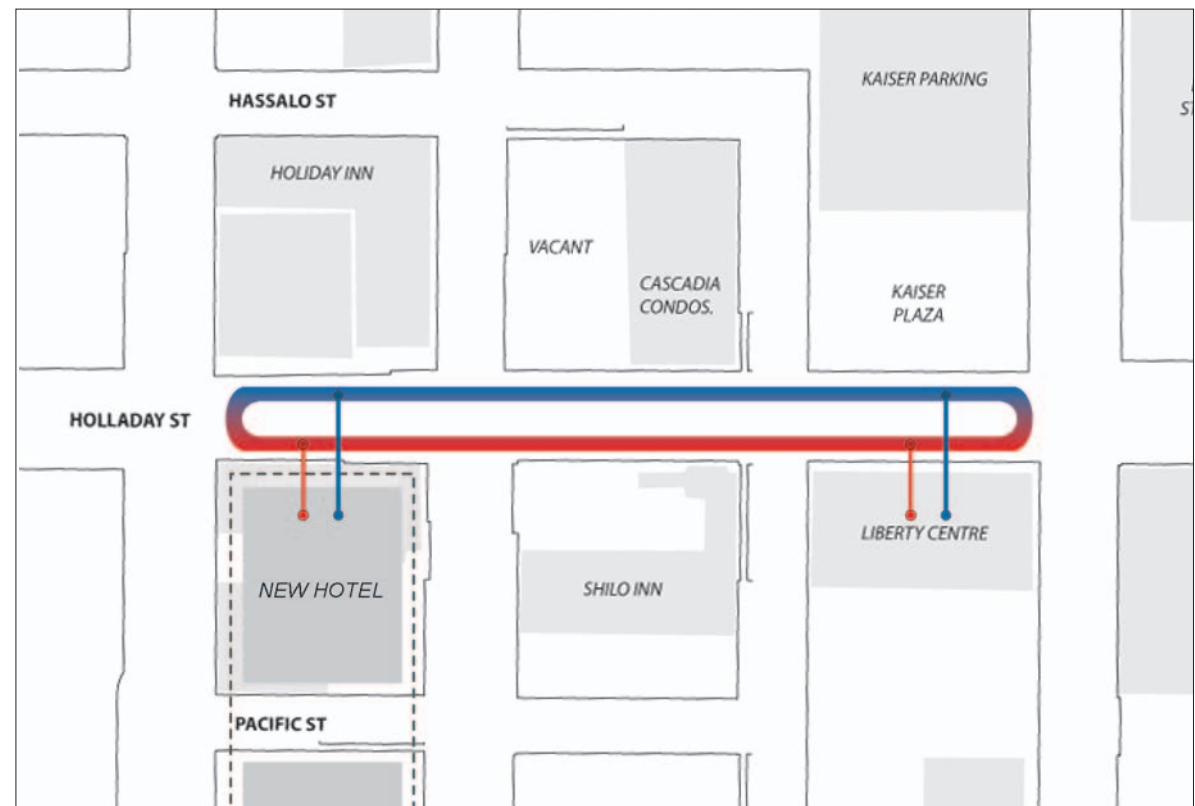 KAISER PARKING
HASSALO ST
ST
HOLIDAY INN
VACANT
CASCADIA
CONDOS.
KAISER
PLAZA
HOLLADAY ST
LIBERTY CENTRE
NEW HOTEL
SHILO INN
PACIFIC ST